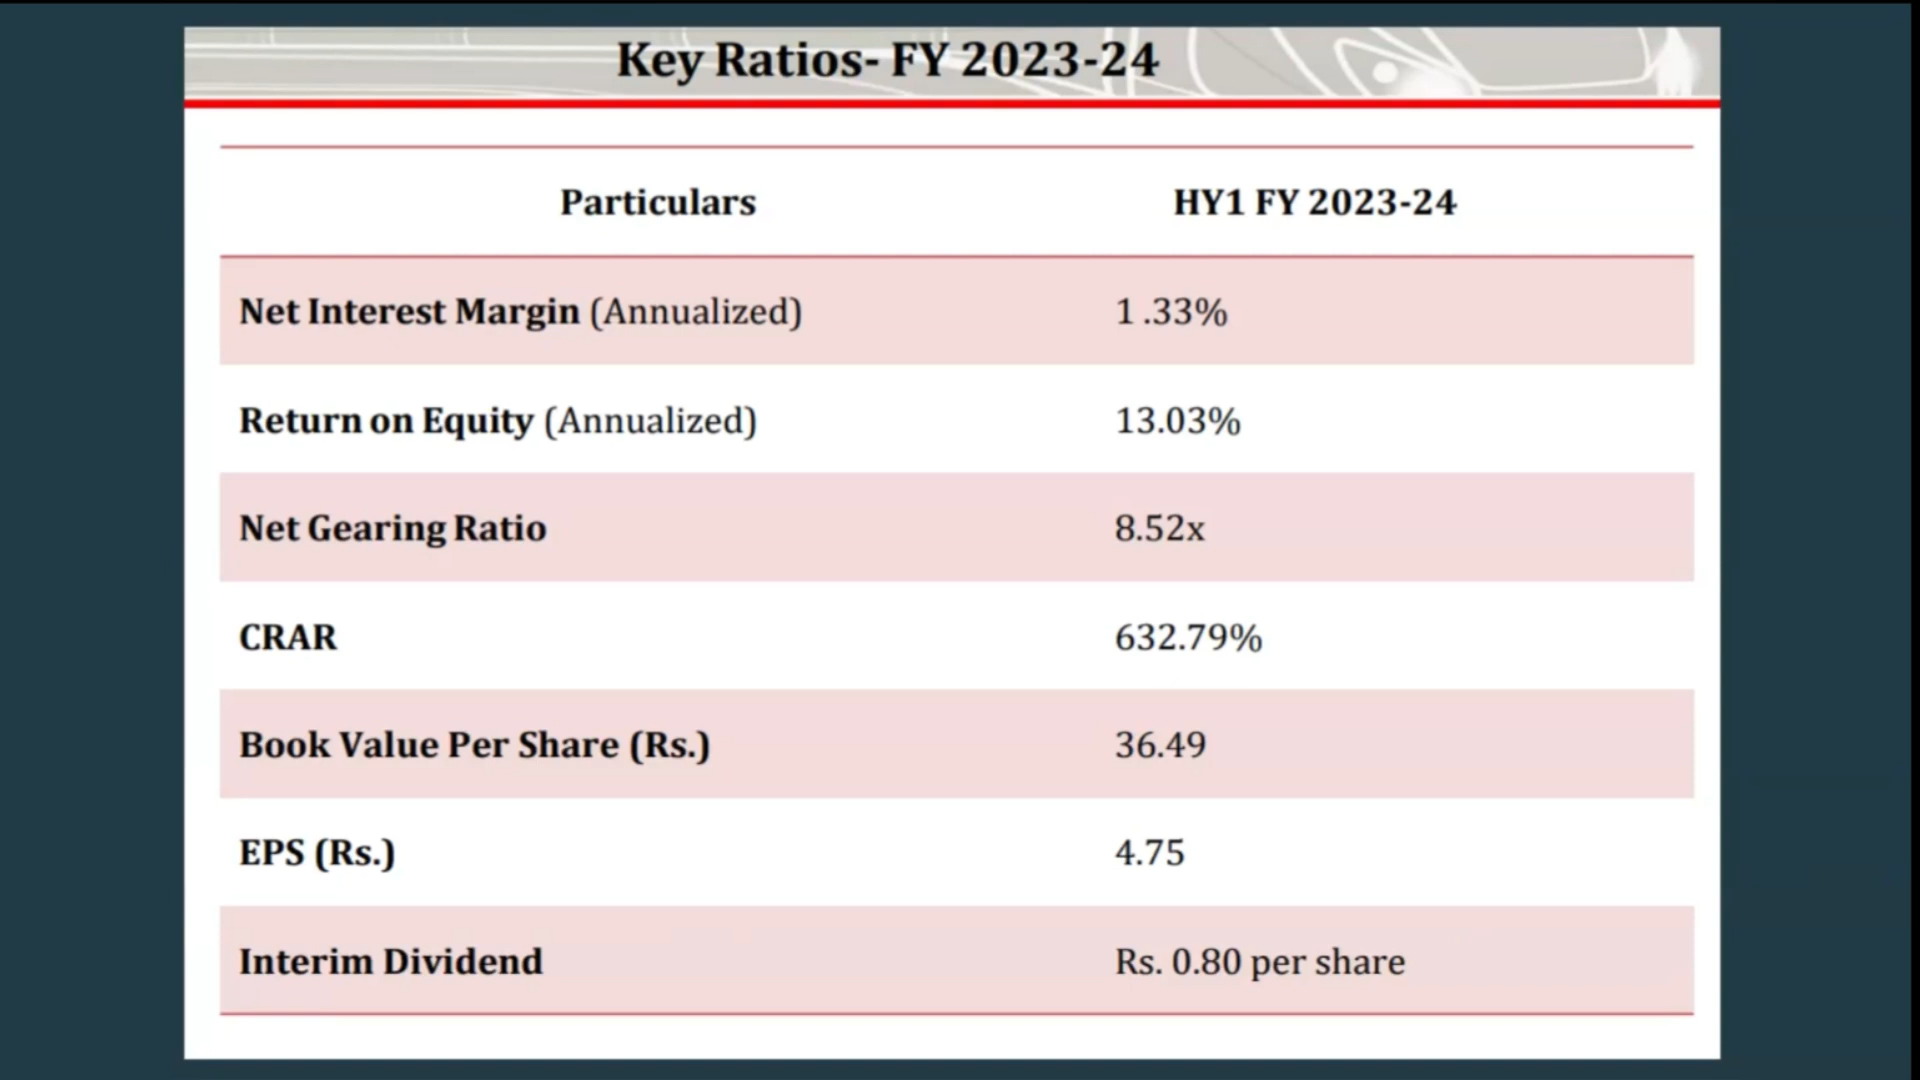 Key Ratios- FY 2023-24
Particulars HY1 FY 2023-24
Net Interest Margin (Annualized) 1 .33%
Return on Equity (Annualized) 13.03%
Net Gearing Ratio 8.52x
CRAR 632.79%
Book Value Per Share (Rs.) 36.49
EPS (Rs.) 4.75
Interim Dividend Rs. 0.80 per share